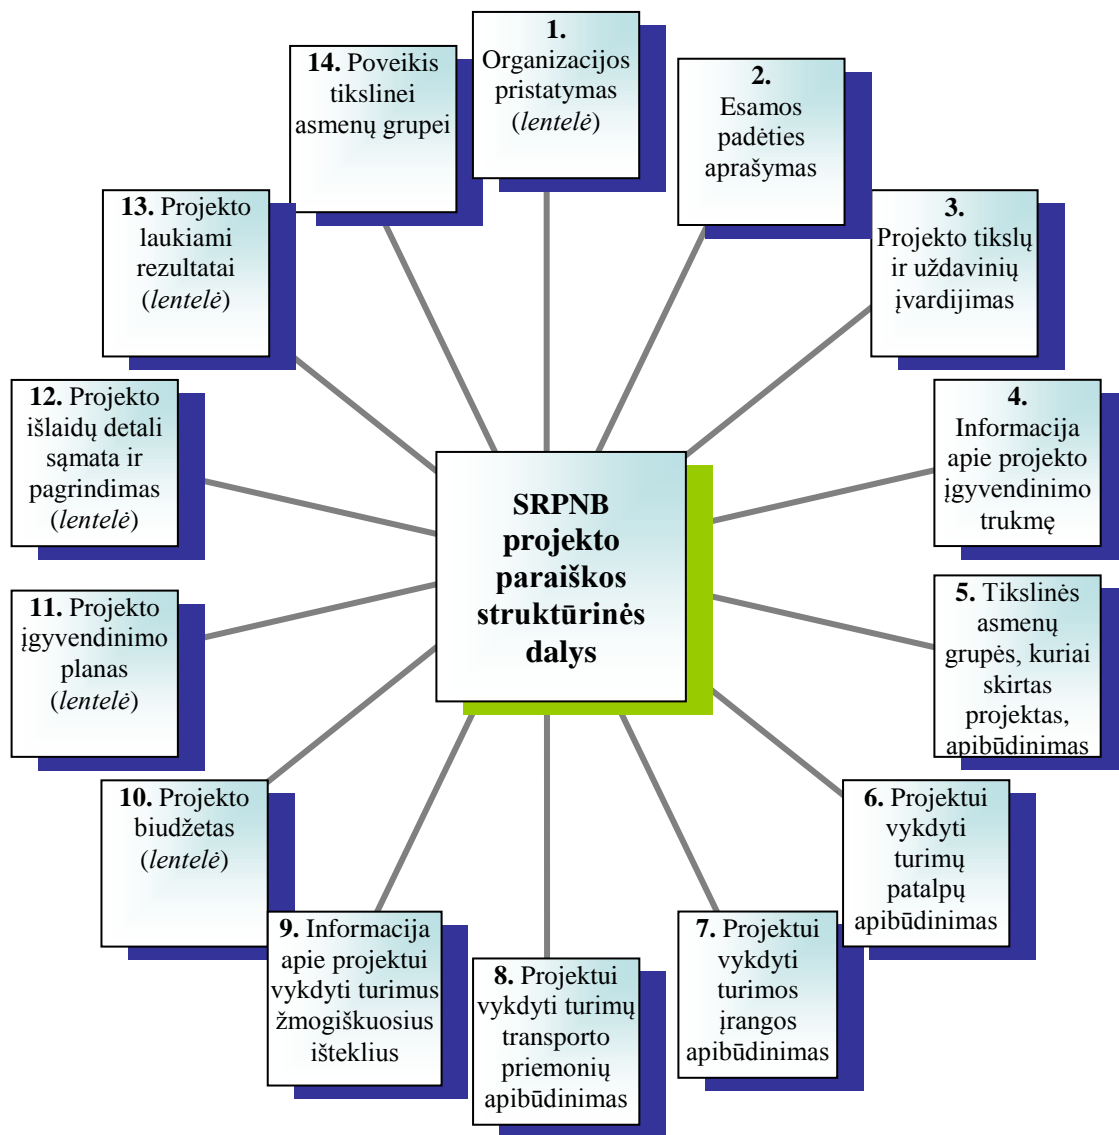 SRPNB
projekto
paraiškos
struktūrinės
dalys
1.
Organizacijos
pristatymas
(lentelė)
2.
Esamos
padėties
aprašymas
3.
Projekto tikslų
ir uždavinių
įvardijimas
4.
Informacija
apie projekto
įgyvendinimo
trukmę
5. Tikslinės
asmenų
grupės, kuriai
skirtas
projektas,
apibūdinimas
6. Projektui
vykdyti
turimų
patalpų
apibūdinimas
7. Projektui
vykdyti
turimos
įrangos
apibūdinimas
8. Projektui
vykdyti turimų
transporto
priemonių
apibūdinimas
9. Informacija
apie projektui
vykdyti turimus
žmogiškuosius
išteklius
10. Projekto
biudžetas
(lentelė)
11. Projekto
įgyvendinimo
planas
(lentelė)
12. Projekto
išlaidų detali
sąmata ir
pagrindimas
(lentelė)
13. Projekto
laukiami
rezultatai
(lentelė)
14. Poveikis
tikslinei
asmenų grupei